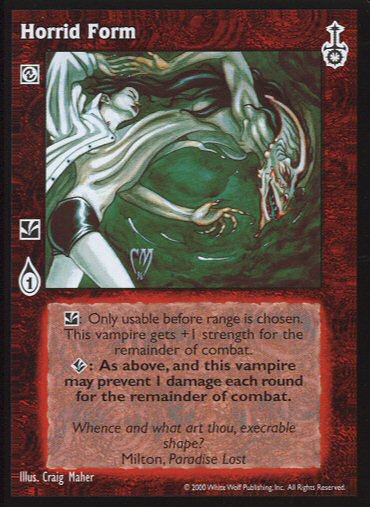 Horrid Form
CM
1
: Only usable before range is chosen.
This vampire gets +1 strength for the
remainder of combat.
: As above, and this vampire
may prevent 1 damage each round
for the remainder of combat.
Whence and what art thou, execrable
shape?
Milton, Paradise Lost
Illus. Craig Maher
© 2000 White Wolf Publishing, Inc. All Rights Reserved.